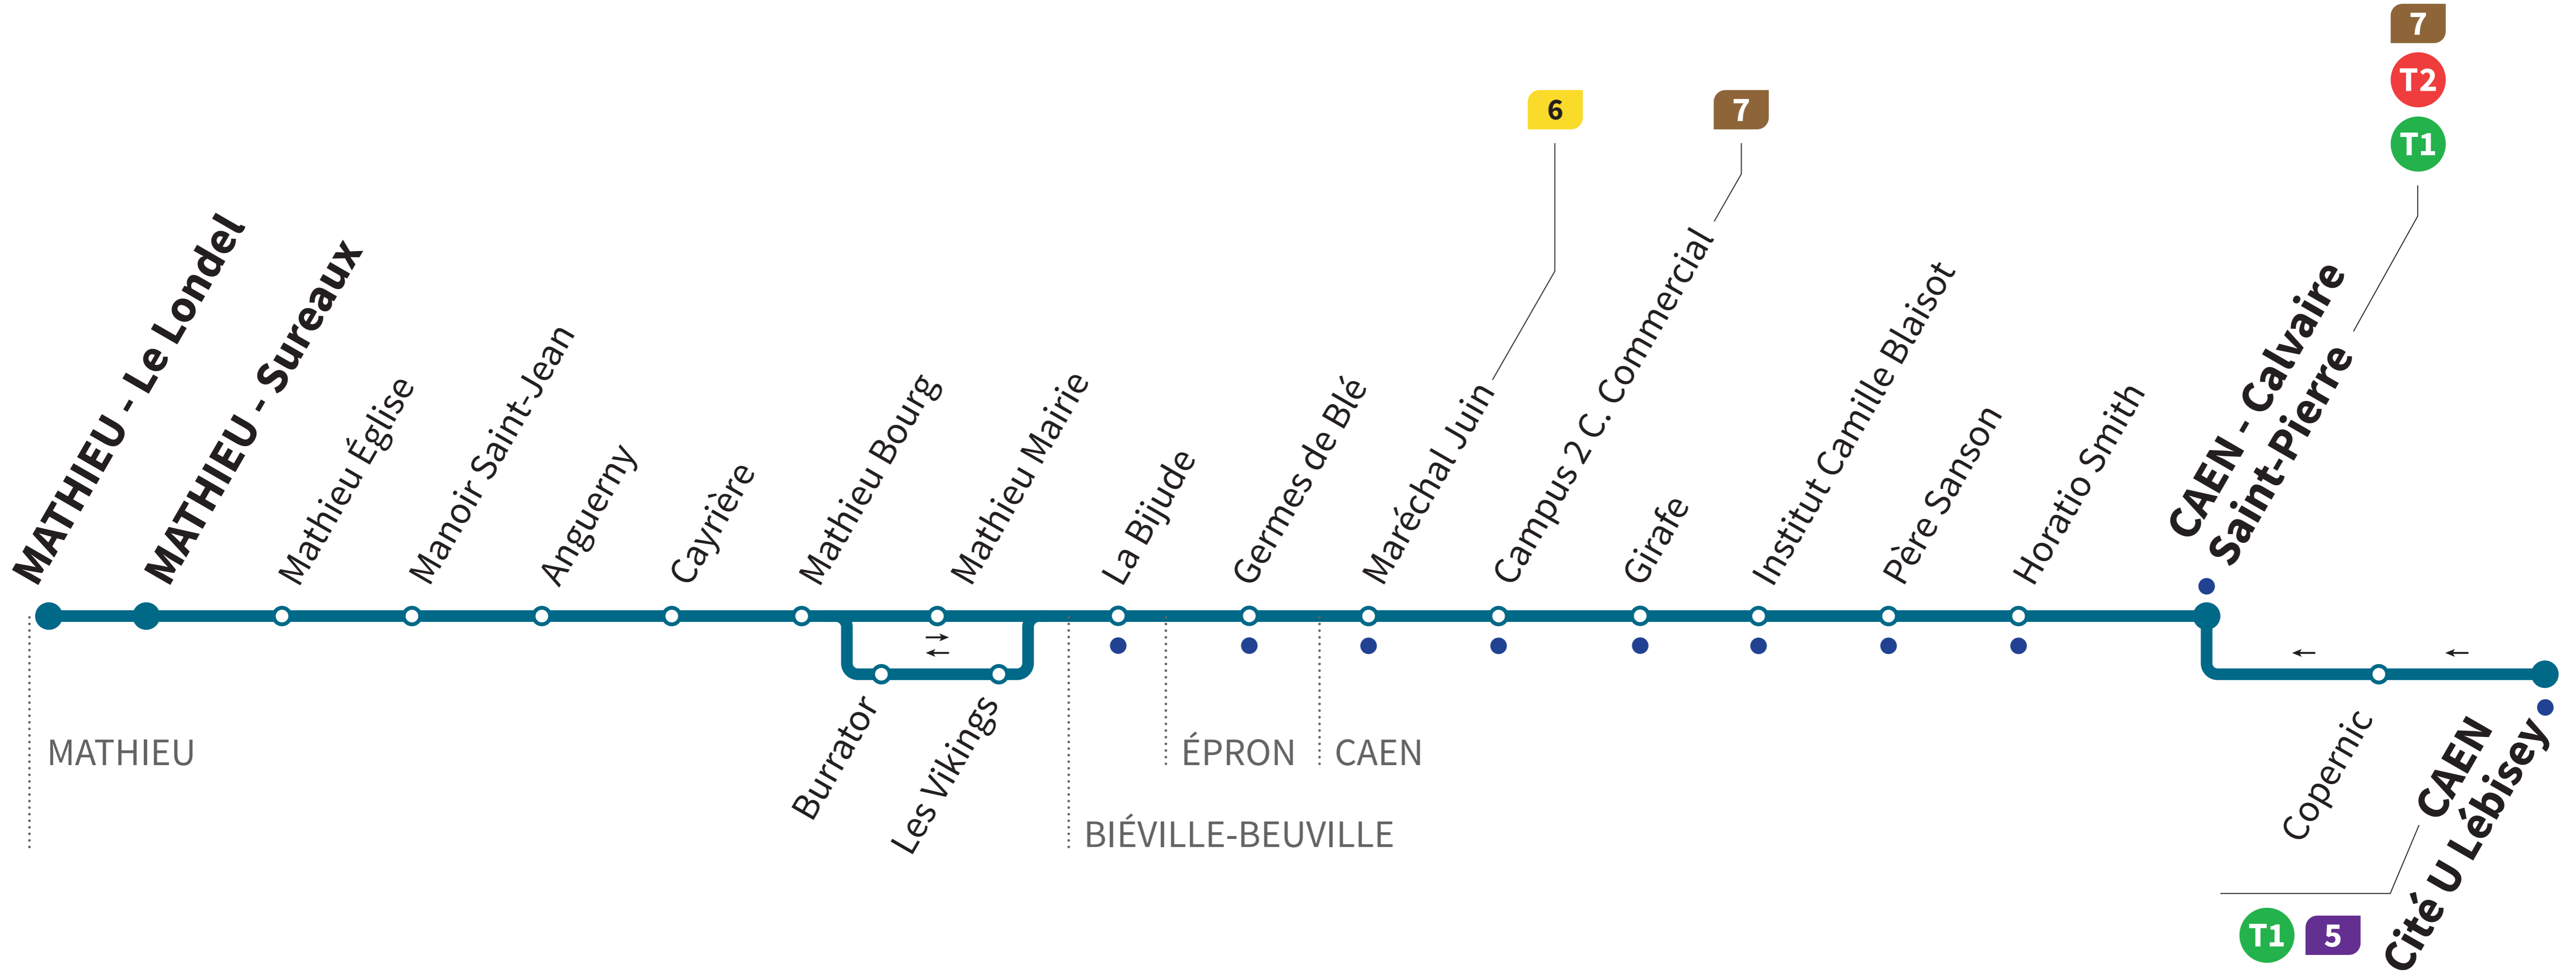 7
T2
T1
6
7
MATHIEU - Le Londel
MATHIEU - Sureaux
Mathieu Église
Manoir Saint-Jean
Anguerny
Cayrière
Mathieu Bourg
Mathieu Mairie
La Bijude
Germes de Blé
Maréchal Juin
Campus 2 C. Commercial
Girafe
Institut Camille Blaisot
Père Sanson
Horatio Smith
CAEN - Calvaire
Saint-Pierre
→
←
←
←
Burrator
Les Vikings
Copernic
CAEN
Cité U Lébisey
MATHIEU
ÉPRON
CAEN
BIÉVILLE-BEUVILLE
T1
5